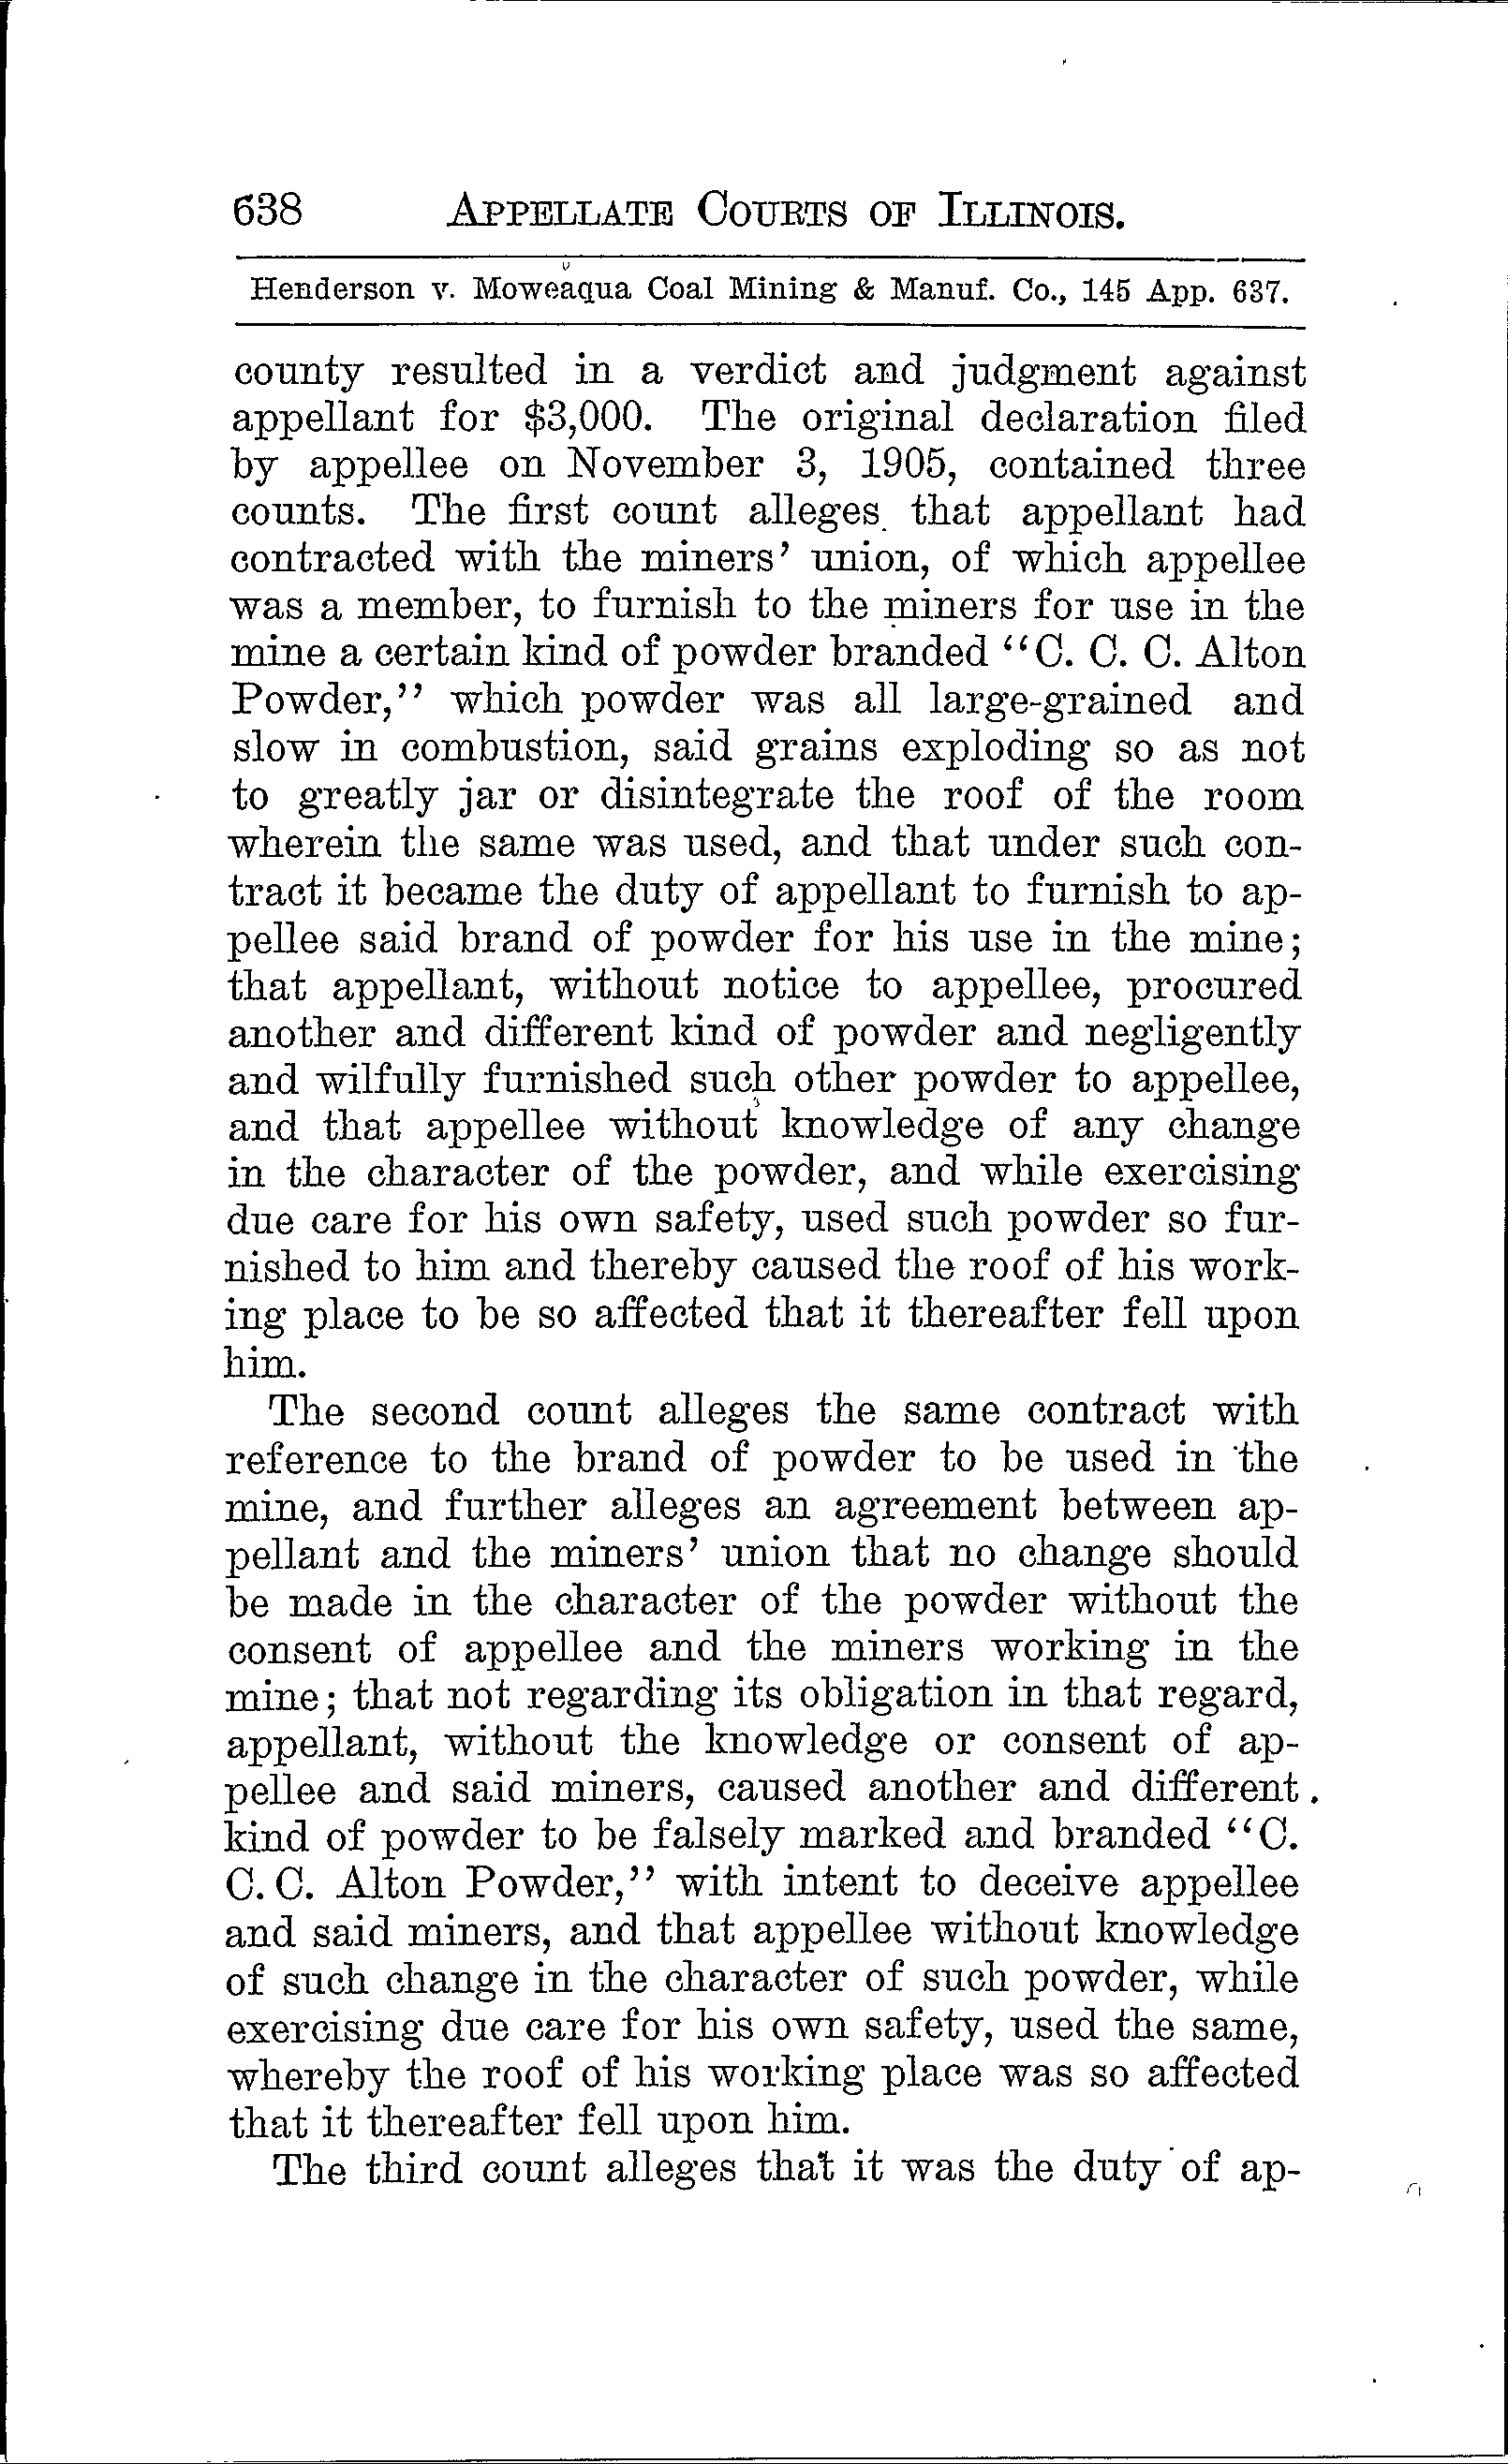 638 APPELLATE COURTS OF ILLINOIS.
Henderson v. Moweaqua Coal Mining & Manuf. Co., 145 App. 637.
county resulted in a verdict and judgment against
appellant for $3,000. The original declaration filed
by appellee on November 3, 1905, contained three
counts. The first count alleges that appellant had
contracted with the miners' union, of which appellee
was a member, to furnish to the miners for use in the
mine a certain kind of powder branded "C. C. C. Alton
Powder," which powder was all large-grained and
slow in combustion, said grains exploding so as not
to greatly jar or disintegrate the roof of the room
wherein the same was used, and that under such con-
tract it became the duty of appellant to furnish to ap-
pellee said brand of powder for his use in the mine;
that appellant, without notice to appellee, procured
another and different kind of powder and negligently
and wilfully furnished such other powder to appellee,
and that appellee without knowledge of any change
in the character of the powder, and while exercising
due care for his own safety, used such powder so fur-
nished to him and thereby caused the roof of his work-
ing place to be so affected that it thereafter fell upon
him.
The second count alleges the same contract with
reference to the brand of powder to be used in the
mine, and further alleges an agreement between ap-
pellant and the miners' union that no change should
be made in the character of the powder without the
consent of appellee and the miners working in the
mine; that not regarding its obligation in that regard,
appellant, without the knowledge or consent of ap-
pellee and said miners, caused another and different
kind of powder to be falsely marked and branded "C.
C. C. Alton Powder," with intent to deceive appellee
and said miners, and that appellee without knowledge
of such change in the character of such powder, while
exercising due care for his own safety, used the same,
whereby the roof of his working place was so affected
that it thereafter fell upon him.
The third count alleges that it was the duty of ap-